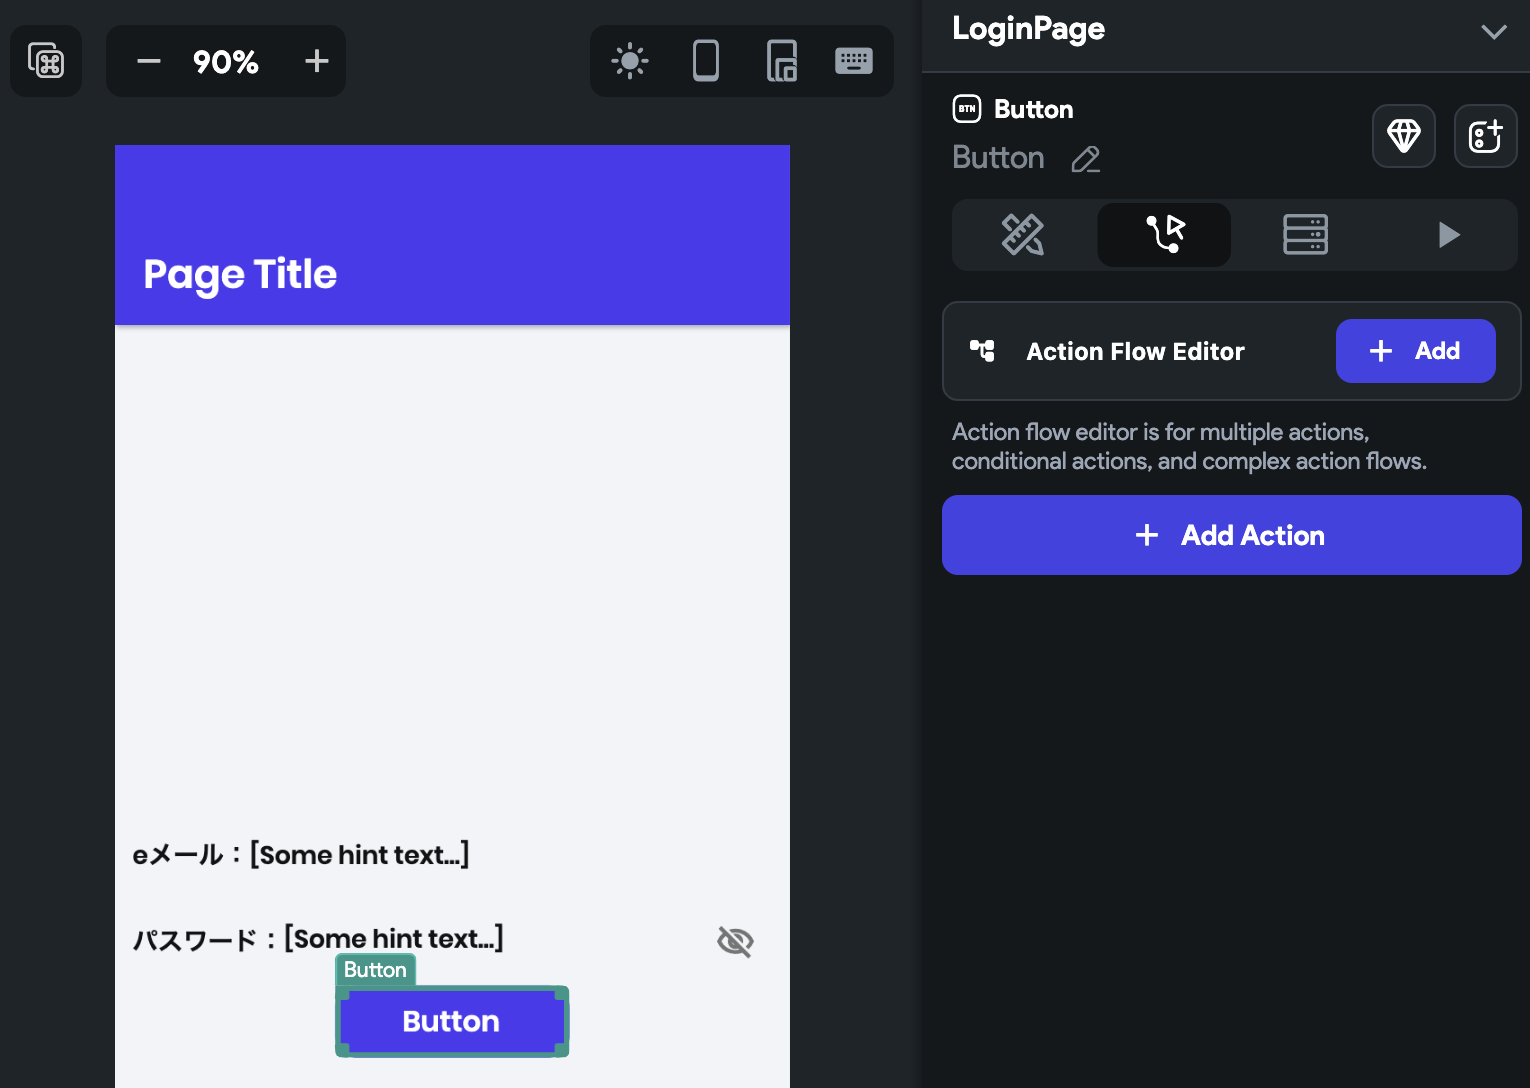 90%
Page Title
eメール：[Some hint text...]
パスワード：[Some hint text...]
Button
Button
LoginPage
BTN Button
Button
Action Flow Editor
+ Add
Action flow editor is for multiple actions,
conditional actions, and complex action flows.
+ Add Action